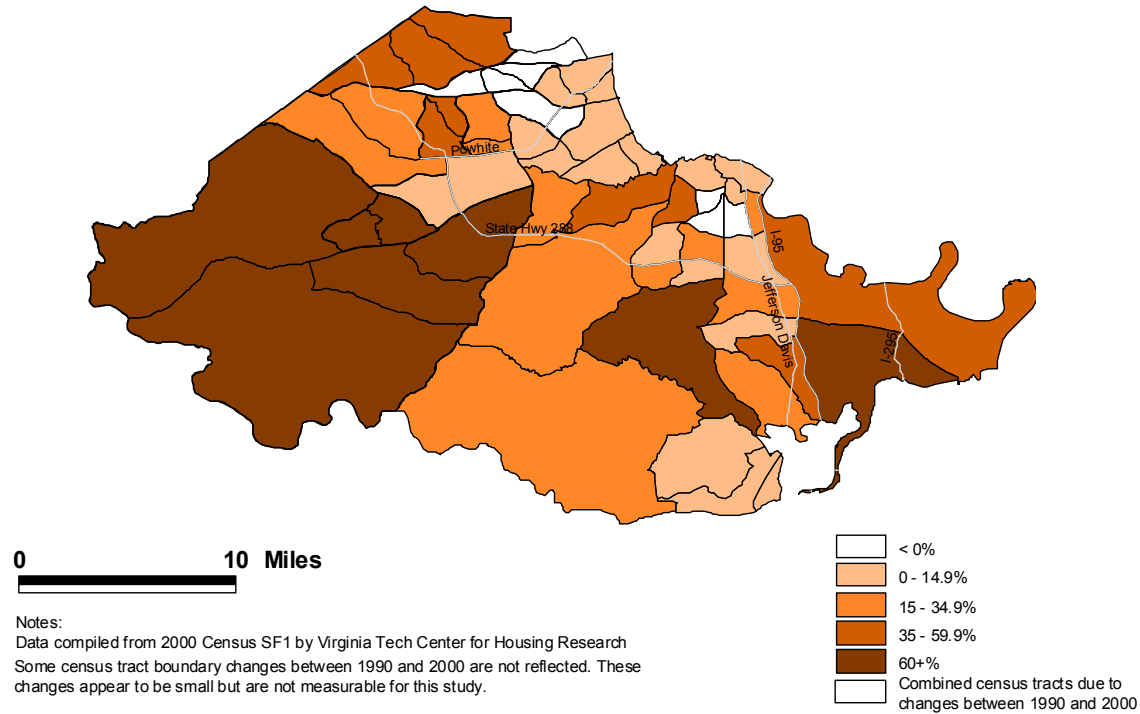 Powhite
State Hwy 288
I-95
Jefferson Davis
I-295
0 10 Miles
< 0%
0 - 14.9%
15 - 34.9%
35 - 59.9%
60+%
Combined census tracts due to
changes between 1990 and 2000
Notes:
Data compiled from 2000 Census SF1 by Virginia Tech Center for Housing Research
Some census tract boundary changes between 1990 and 2000 are not reflected. These
changes appear to be small but are not measurable for this study.